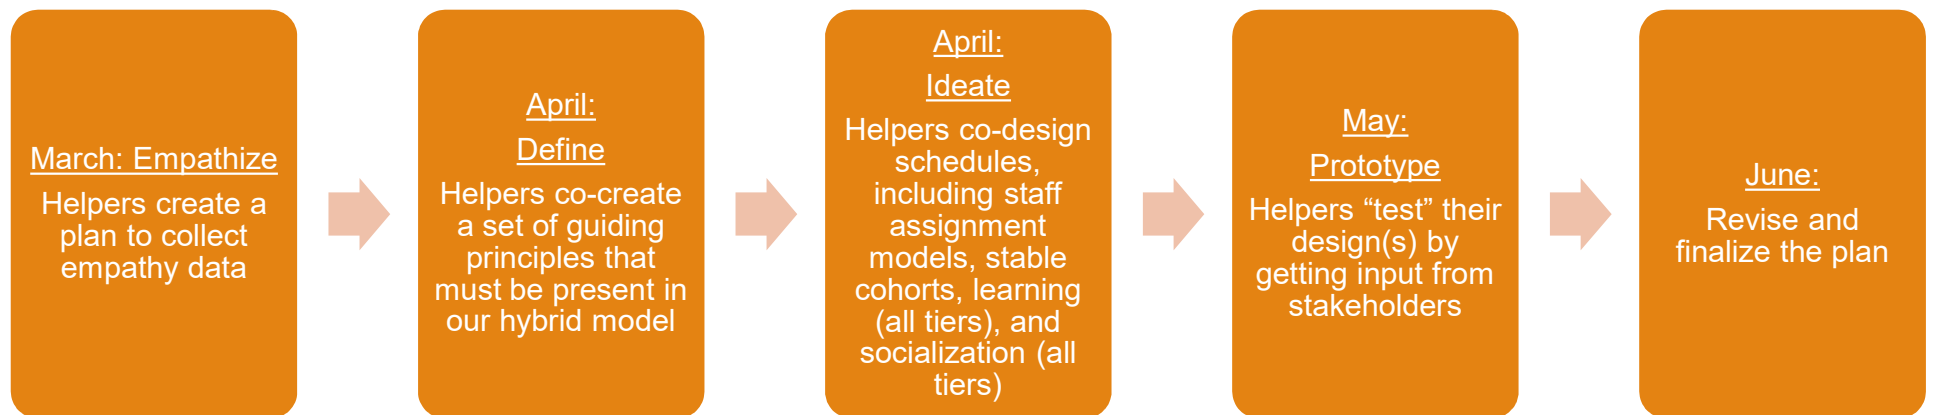 March: Empathize
Helpers create a
plan to collect
empathy data
April:
Define
Helpers co-create
a set of guiding
principles that
must be present in
our hybrid model
April:
Ideate
Helpers co-design
schedules,
including staff
assignment
models, stable
cohorts, learning
(all tiers), and
socialization (all
tiers)
May:
Prototype
Helpers “test” their
design(s) by
getting input from
stakeholders
June:
Revise and
finalize the plan